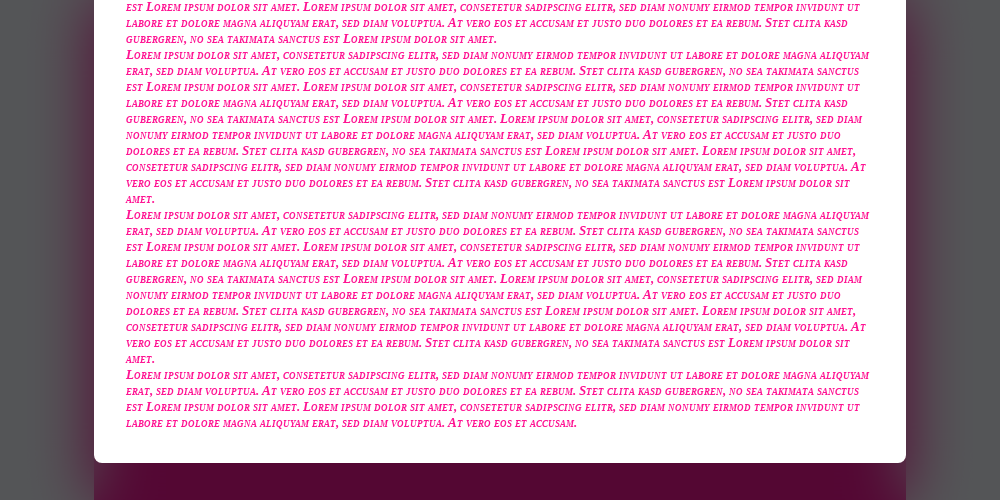 est Lorem ipsum dolor sit amet. Lorem ipsum dolor sit amet, consetetur sadipscing elitr, sed diam nonumy eirmod tempor invidunt ut
labore et dolore magna aliquyam erat, sed diam voluptua. At vero eos et accusam et justo duo dolores et ea rebum. Stet clita kasd
gubergren, no sea takimata sanctus est Lorem ipsum dolor sit amet.
Lorem ipsum dolor sit amet, consetetur sadipscing elitr, sed diam nonumy eirmod tempor invidunt ut labore et dolore magna aliquyam
erat, sed diam voluptua. At vero eos et accusam et justo duo dolores et ea rebum. Stet clita kasd gubergren, no sea takimata sanctus
est Lorem ipsum dolor sit amet. Lorem ipsum dolor sit amet, consetetur sadipscing elitr, sed diam nonumy eirmod tempor invidunt ut
labore et dolore magna aliquyam erat, sed diam voluptua. At vero eos et accusam et justo duo dolores et ea rebum. Stet clita kasd
gubergren, no sea takimata sanctus est Lorem ipsum dolor sit amet. Lorem ipsum dolor sit amet, consetetur sadipscing elitr, sed diam
nonumy eirmod tempor invidunt ut labore et dolore magna aliquyam erat, sed diam voluptua. At vero eos et accusam et justo duo
dolores et ea rebum. Stet clita kasd gubergren, no sea takimata sanctus est Lorem ipsum dolor sit amet. Lorem ipsum dolor sit amet,
consetetur sadipscing elitr, sed diam nonumy eirmod tempor invidunt ut labore et dolore magna aliquyam erat, sed diam voluptua. At
vero eos et accusam et justo duo dolores et ea rebum. Stet clita kasd gubergren, no sea takimata sanctus est Lorem ipsum dolor sit
amet.
Lorem ipsum dolor sit amet, consetetur sadipscing elitr, sed diam nonumy eirmod tempor invidunt ut labore et dolore magna aliquyam
erat, sed diam voluptua. At vero eos et accusam et justo duo dolores et ea rebum. Stet clita kasd gubergren, no sea takimata sanctus
est Lorem ipsum dolor sit amet. Lorem ipsum dolor sit amet, consetetur sadipscing elitr, sed diam nonumy eirmod tempor invidunt ut
labore et dolore magna aliquyam erat, sed diam voluptua. At vero eos et accusam et justo duo dolores et ea rebum. Stet clita kasd
gubergren, no sea takimata sanctus est Lorem ipsum dolor sit amet. Lorem ipsum dolor sit amet, consetetur sadipscing elitr, sed diam
nonumy eirmod tempor invidunt ut labore et dolore magna aliquyam erat, sed diam voluptua. At vero eos et accusam et justo duo
dolores et ea rebum. Stet clita kasd gubergren, no sea takimata sanctus est Lorem ipsum dolor sit amet. Lorem ipsum dolor sit amet,
consetetur sadipscing elitr, sed diam nonumy eirmod tempor invidunt ut labore et dolore magna aliquyam erat, sed diam voluptua. At
vero eos et accusam et justo duo dolores et ea rebum. Stet clita kasd gubergren, no sea takimata sanctus est Lorem ipsum dolor sit
amet.
Lorem ipsum dolor sit amet, consetetur sadipscing elitr, sed diam nonumy eirmod tempor invidunt ut labore et dolore magna aliquyam
erat, sed diam voluptua. At vero eos et accusam et justo duo dolores et ea rebum. Stet clita kasd gubergren, no sea takimata sanctus
est Lorem ipsum dolor sit amet. Lorem ipsum dolor sit amet, consetetur sadipscing elitr, sed diam nonumy eirmod tempor invidunt ut
labore et dolore magna aliquyam erat, sed diam voluptua. At vero eos et accusam.